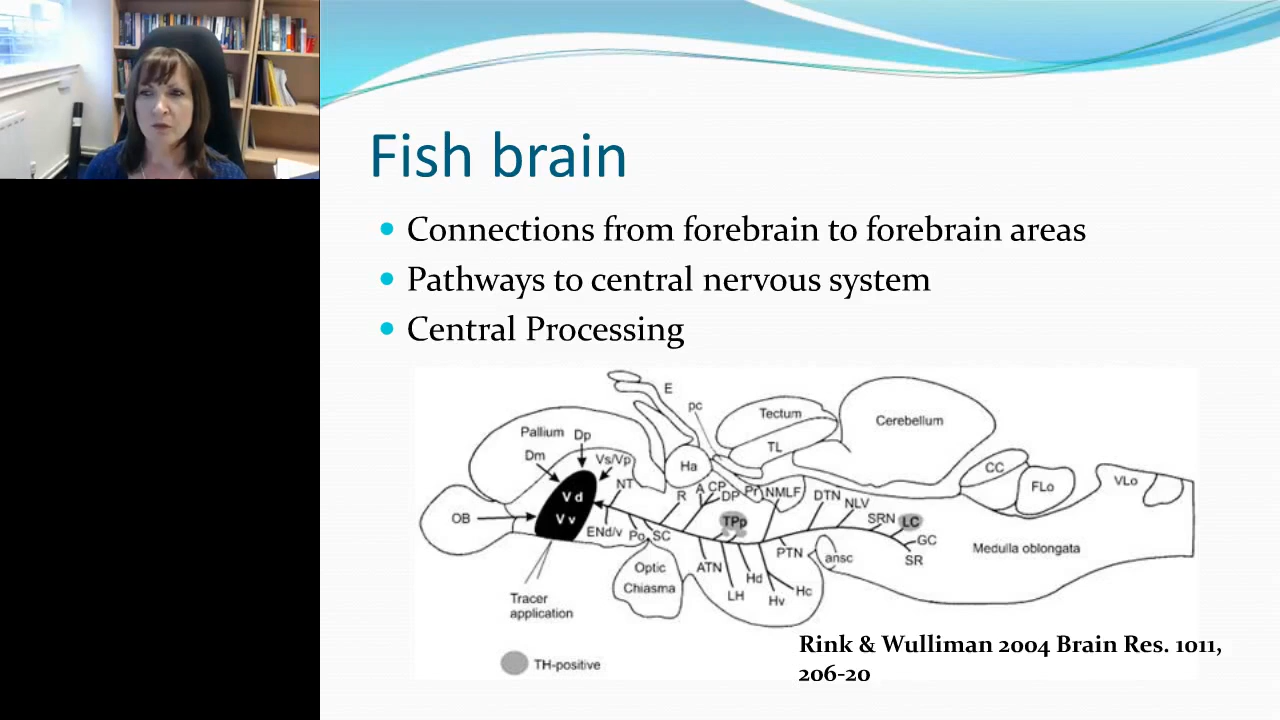 Fish brain
Connections from forebrain to forebrain areas
Pathways to central nervous system
Central Processing
E
pc
Tectum
Cerebellum
Pallium
Dp
TL
Dm
Vs/Vp
Ha
CC
VLo
NT
R
A
CP
DP
Pr
NMLF
DTN
NLV
FLo
V d
OB
V v
TPp
SRN
LC
ENd/v
Po
SC
GC
PTN
ansc
SR
Medulla oblongata
Optic
Chiasma
ATN
Hd
LH
Hv
Hc
Tracer
application
TH-positive
Rink & Wulliman 2004 Brain Res. 1011,
206-20